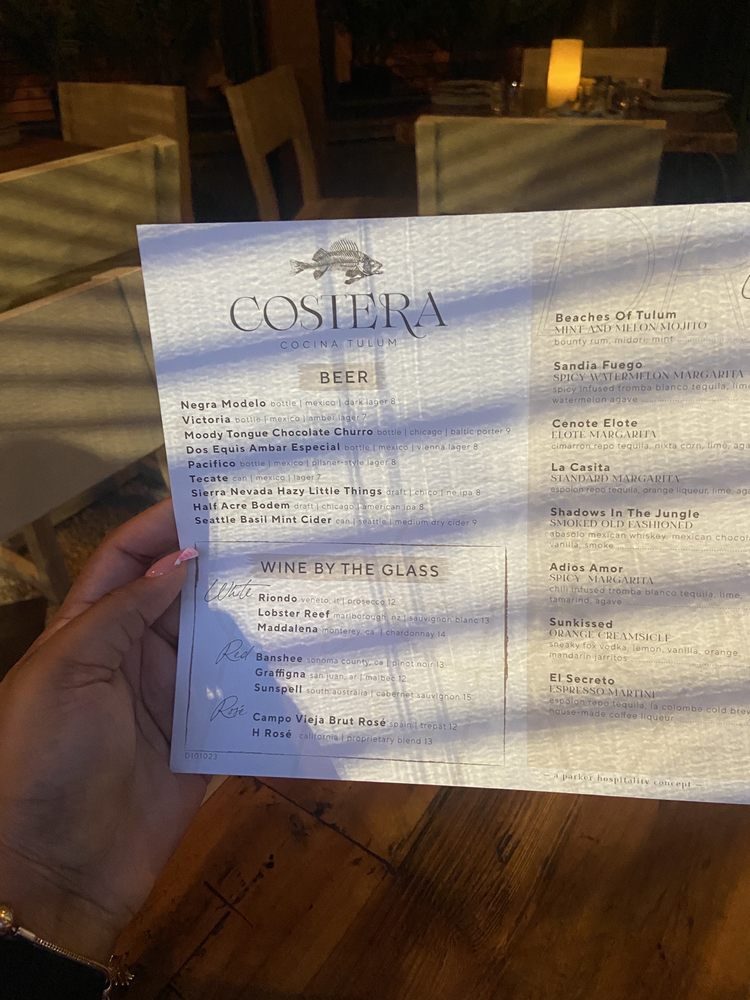 COSTERA
COCINA TULUM
BEER
Negra Modelo bottle | mexico | dark lager 8
Victoria bottle | mexico | amber lager 7
Moody Tongue Chocolate Churro bottle | chicago | baltic porter 9
Dos Equis Ambar Especial bottle | mexico | vienna lager 8
Pacifico bottle | mexico | pilsner-style lager 8
Tecate can | mexico | lager 7
Sierra Nevada Hazy Little Things draft | chico | ne ipa 8
Half Acre Bodem draft | chicago | american ipa 8
Seattle Basil Mint Cider can | seattle | medium dry cider 9
WINE BY THE GLASS
White
Riondo veneto, it | prosecco 12
Lobster Reef marlborough, nz | sauvignon blanc 13
Maddalena monterey, ca | chardonnay 14
Red
Banshee sonoma county, ca | pinot noir 13
Graffigna san juan, ar | malbec 12
Sunspell south australia | cabernet sauvignon 15
Rosé
Campo Vieja Brut Rosé spain | trepat 12
H Rosé california | proprietary blend 13
D101023
Beaches Of Tulum
MINT AND MELON MOJITO
bounty rum, midori, mint
Sandia Fuego
SPICY WATERMELON MARGARITA
spicy infused tromba blanco tequila, lim
watermelon agave
Cenote Elote
ELOTE MARGARITA
cimarron repo tequila, nixta corn, lime, aga
La Casita
STANDARD MARGARITA
espolon repo tequila, orange liqueur, lime, ag
Shadows In The Jungle
SMOKED OLD FASHIONED
abasolo mexican whiskey, mexican chocol
vanilla, smoke
Adios Amor
SPICY MARGARITA
chili infused tromba blanco tequila, lime,
tamarind, agave
Sunkissed
ORANGE CREAMSICLE
sneaky fox vodka, lemon, vanilla, orange,
mandarin jarritos
El Secreto
ESPRESSO MARTINI
espolon repo tequila, la colombe cold brew
house-made coffee liqueur
— a parker hospitality concept —